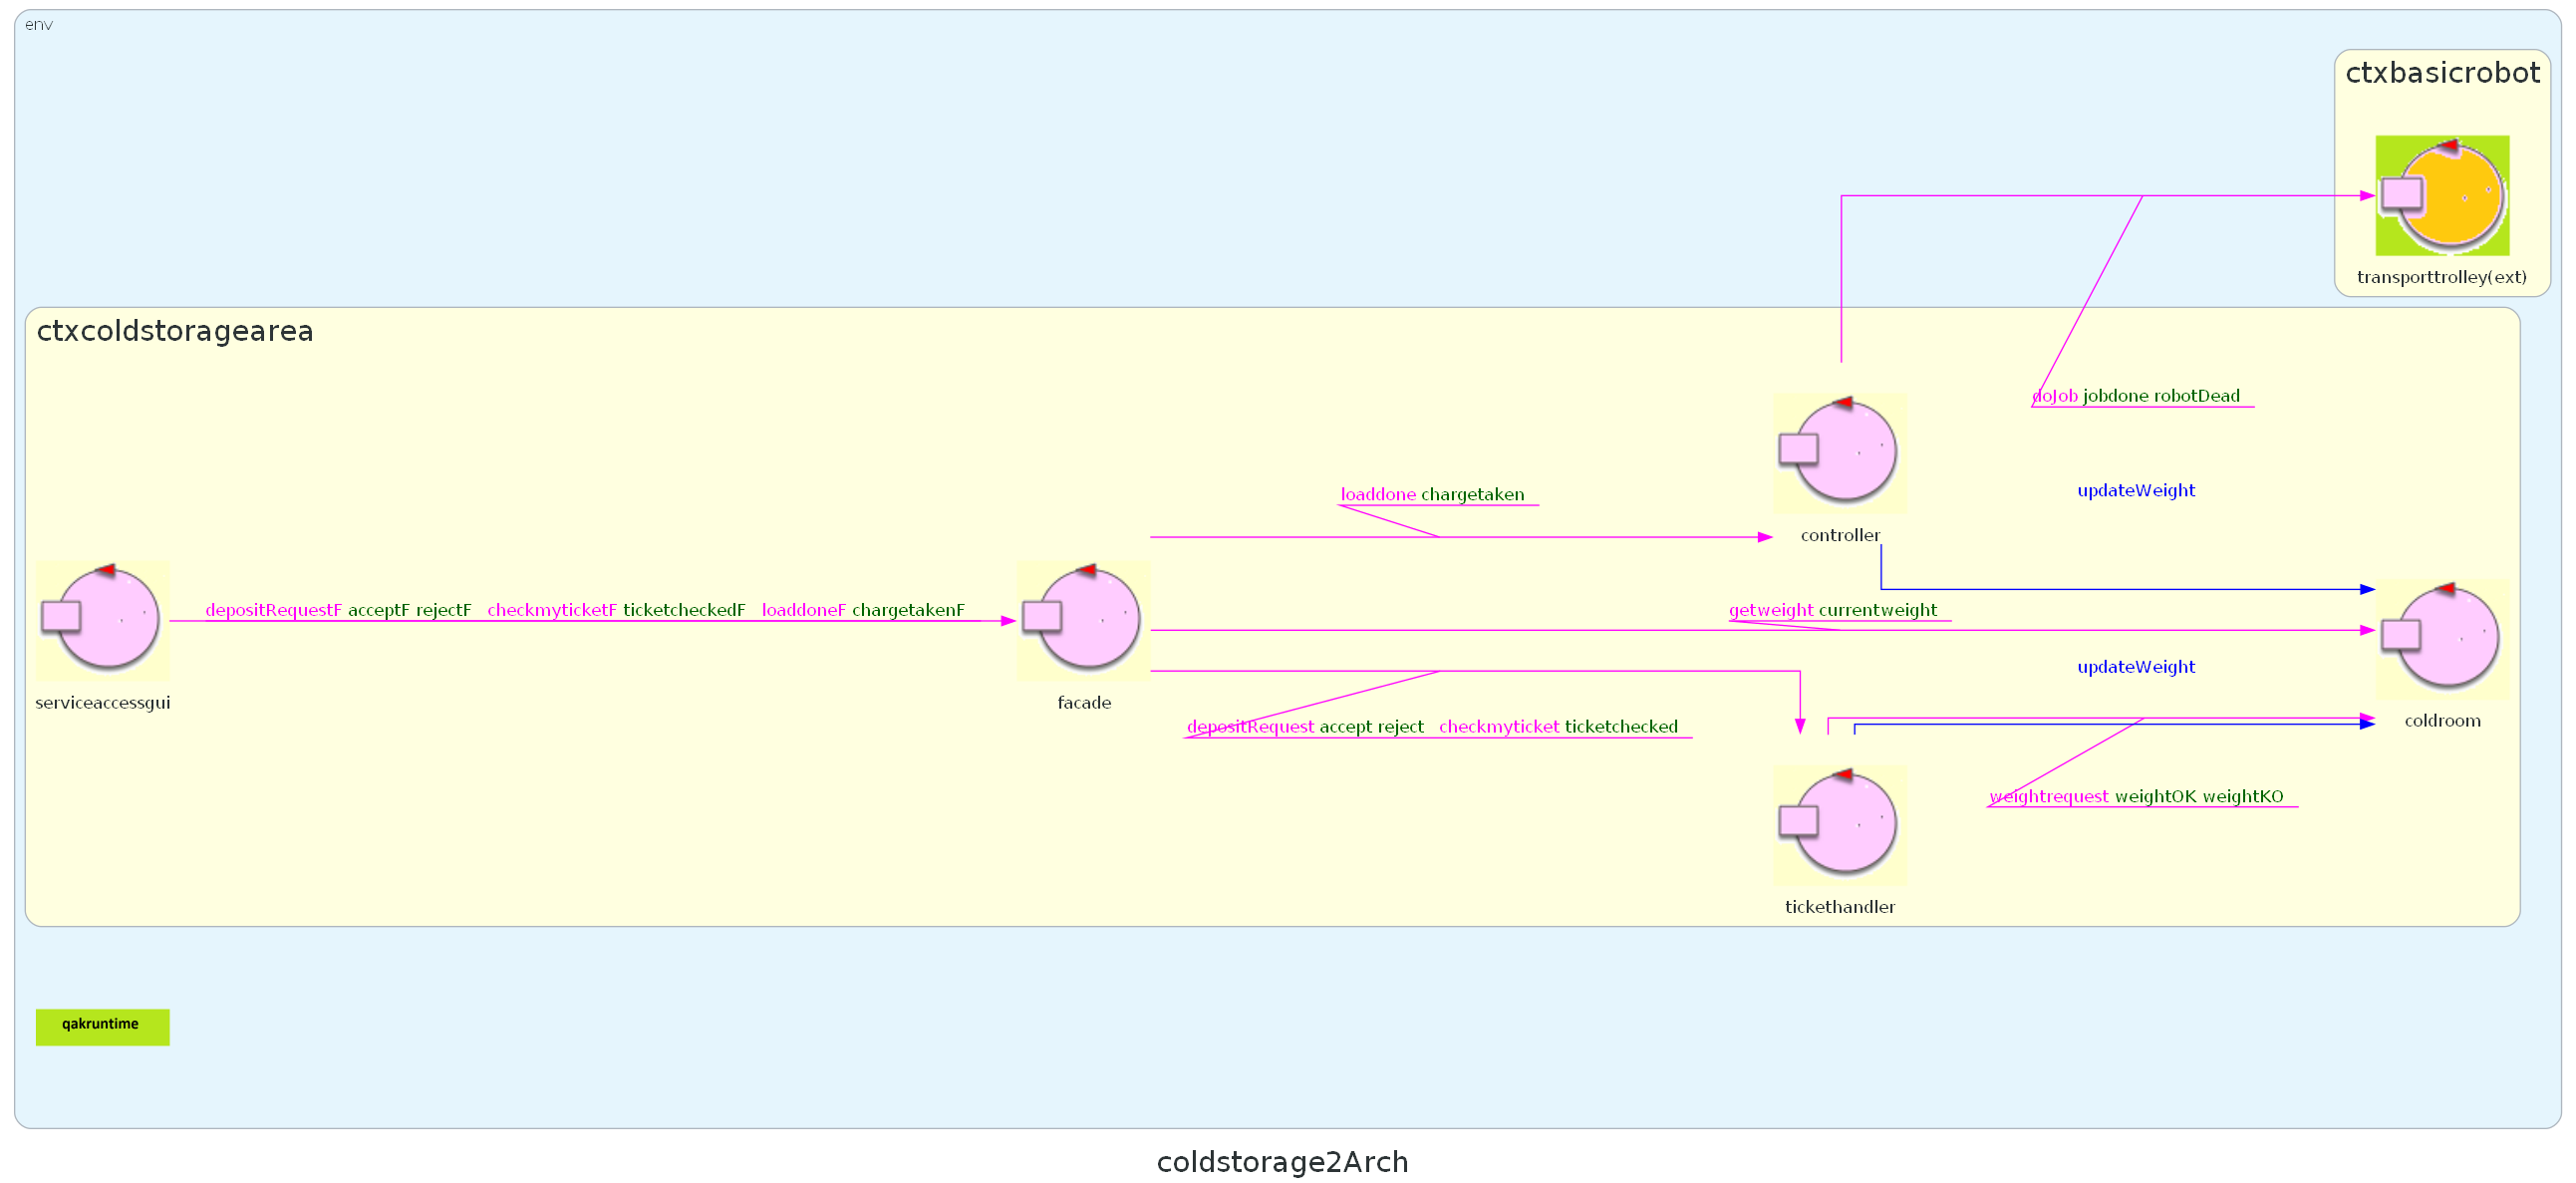 env
ctxbasicrobot
transporttrolley(ext)
ctxcoldstoragearea
doJob jobdone robotDead
loaddone chargetaken
updateWeight
controller
depositRequestF acceptF rejectF checkmyticketF ticketcheckedF loaddoneF chargetakenF
getweight currentweight
updateWeight
serviceaccessgui
facade
coldroom
depositRequest accept reject checkmyticket ticketchecked
weightrequest weightOK weightKO
tickethandler
qakruntime
coldstorage2Arch